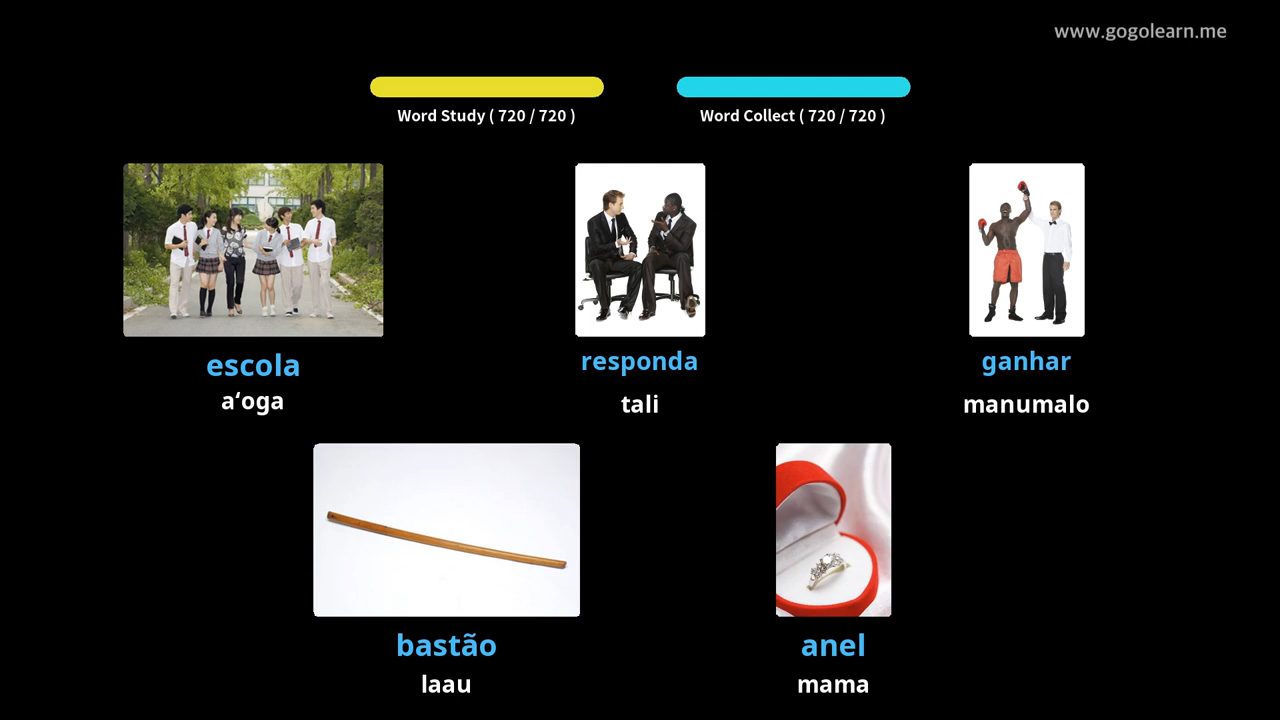 www.gogolearn.me
Word Study ( 720 / 720 )
Word Collect ( 720 / 720 )
escola
responda
ganhar
aʻoga
tali
manumalo
bastão
anel
laau
mama